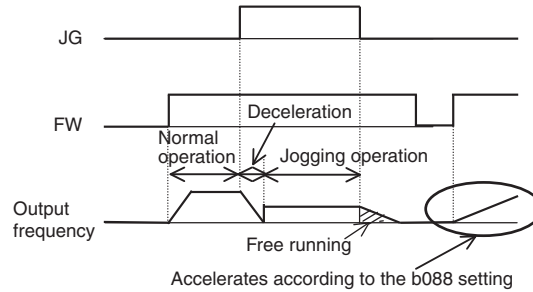 JG
FW
Deceleration
Normal
operation
Jogging operation
Output
frequency
Free running
Accelerates according to the b088 setting